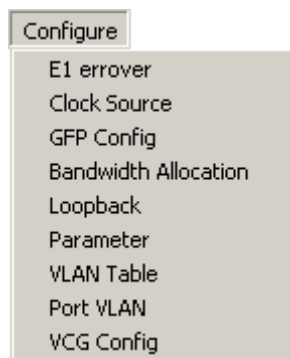 Configure
E1 errover
Clock Source
GFP Config
Bandwidth Allocation
Loopback
Parameter
VLAN Table
Port VLAN
VCG Config